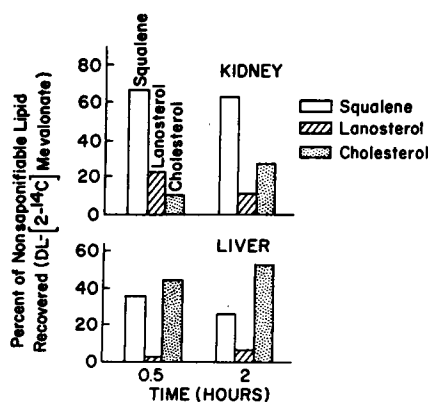 Percent of Nonsaponifiable Lipid
Recovered (DL-[2-14C] Mevalonate)
80
60
40
20
0
Squalene
Lanosterol
Cholesterol
KIDNEY
Squalene
Lanosterol
Cholesterol
60
40
20
0
LIVER
0.5
2
TIME (HOURS)